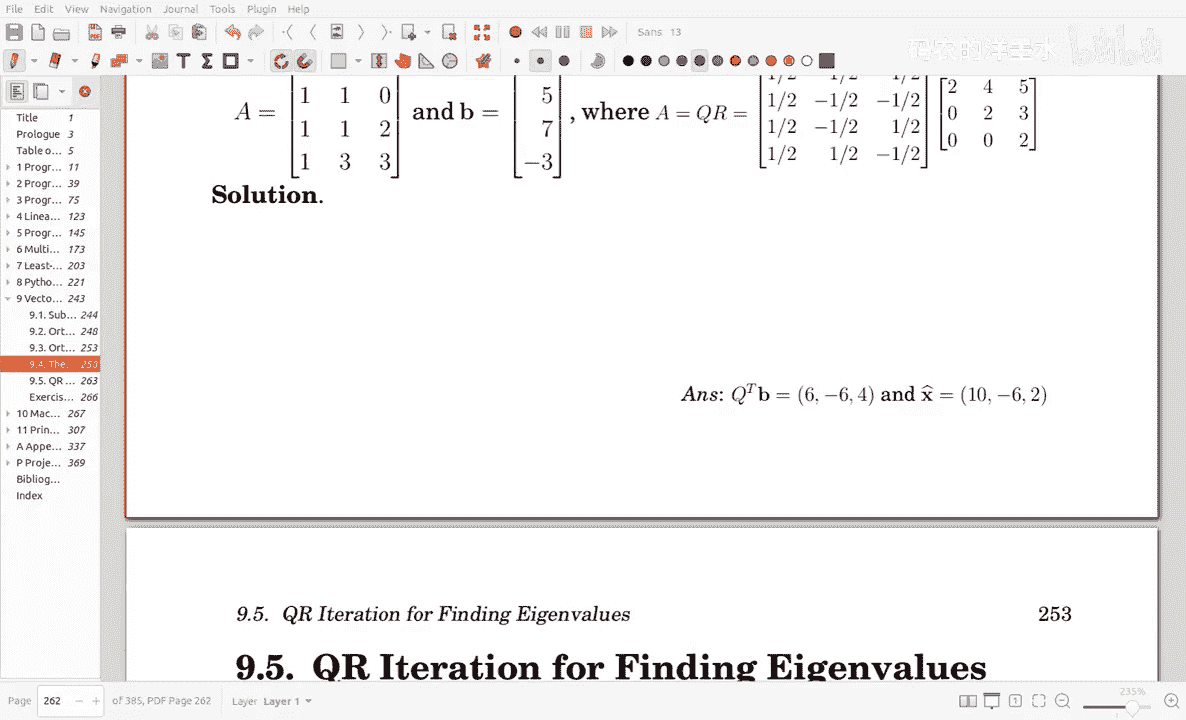 File Edit View Navigation Journal Tools Plugin Help
Sans 13
Title 1
Prologue 3
Table o... 5
1 Progr... 11
2 Progr... 39
3 Progr... 75
4 Linea... 123
5 Progr... 145
6 Multi... 173
7 Least-... 203
8 Pytho... 221
9 Vecto... 243
9.1. Sub... 244
9.2. Ort... 248
9.3. Ort... 253
9.4. The...
9.5. QR ... 263
Exercis... 266
10 Mac... 267
11 Prin... 307
A Appe... 337
P Proje... 369
Bibliog...
Index
A = [1 1 0; 1 1 2; 1 3 3] and b = [5; 7; −3], where A = QR = [1/2 −1/2 −1/2; 1/2 −1/2 1/2; 1/2 1/2 −1/2] [2 4 5; 0 2 3; 0 0 2]
Solution.
Ans: Qᵀb = (6, −6, 4) and x̂ = (10, −6, 2)
9.5. QR Iteration for Finding Eigenvalues 253
9.5. QR Iteration for Finding Eigenvalues
Page 262 of 385, PDF Page 262 Layer Layer 1 235%